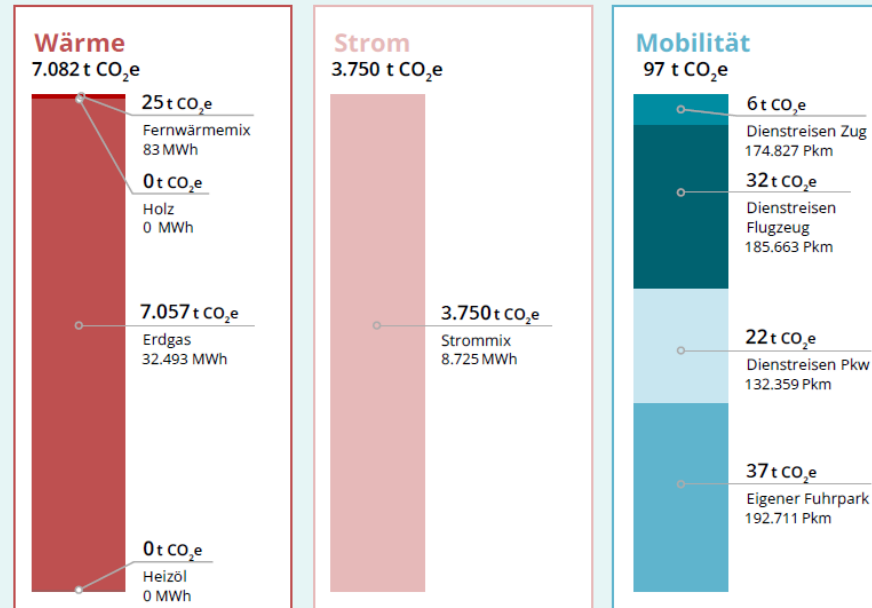 Wärme
7.082 t CO₂e
25 t CO₂e
Fernwärmemix
83 MWh
0 t CO₂e
Holz
0 MWh
7.057 t CO₂e
Erdgas
32.493 MWh
0 t CO₂e
Heizöl
0 MWh
Strom
3.750 t CO₂e
3.750 t CO₂e
Strommix
8.725 MWh
Mobilität
97 t CO₂e
6 t CO₂e
Dienstreisen Zug
174.827 Pkm
32 t CO₂e
Dienstreisen
Flugzeug
185.663 Pkm
22 t CO₂e
Dienstreisen Pkw
132.359 Pkm
37 t CO₂e
Eigener Fuhrpark
192.711 Pkm